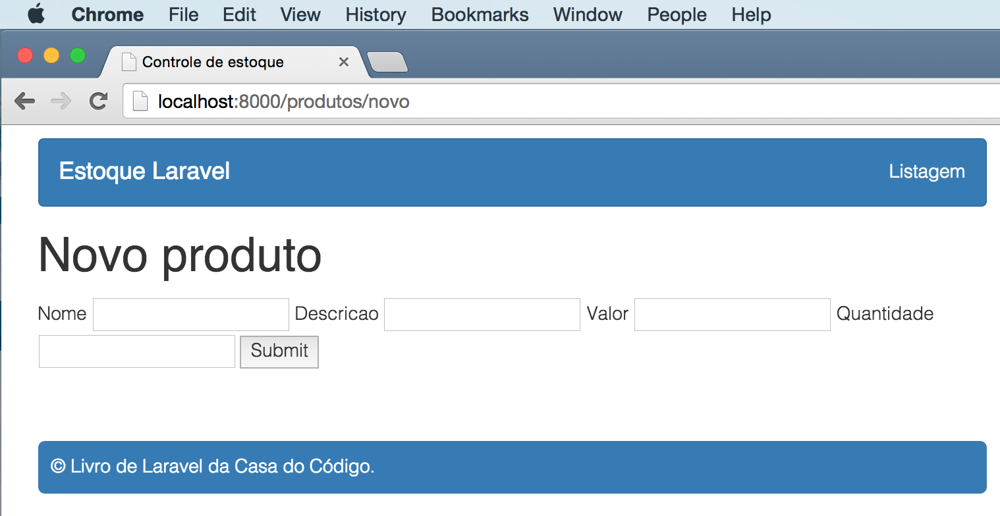 Chrome File Edit View History Bookmarks Window People Help
Controle de estoque
localhost:8000/produtos/novo
Estoque Laravel Listagem
Novo produto
Nome Descricao Valor Quantidade
Submit
© Livro de Laravel da Casa do Código.